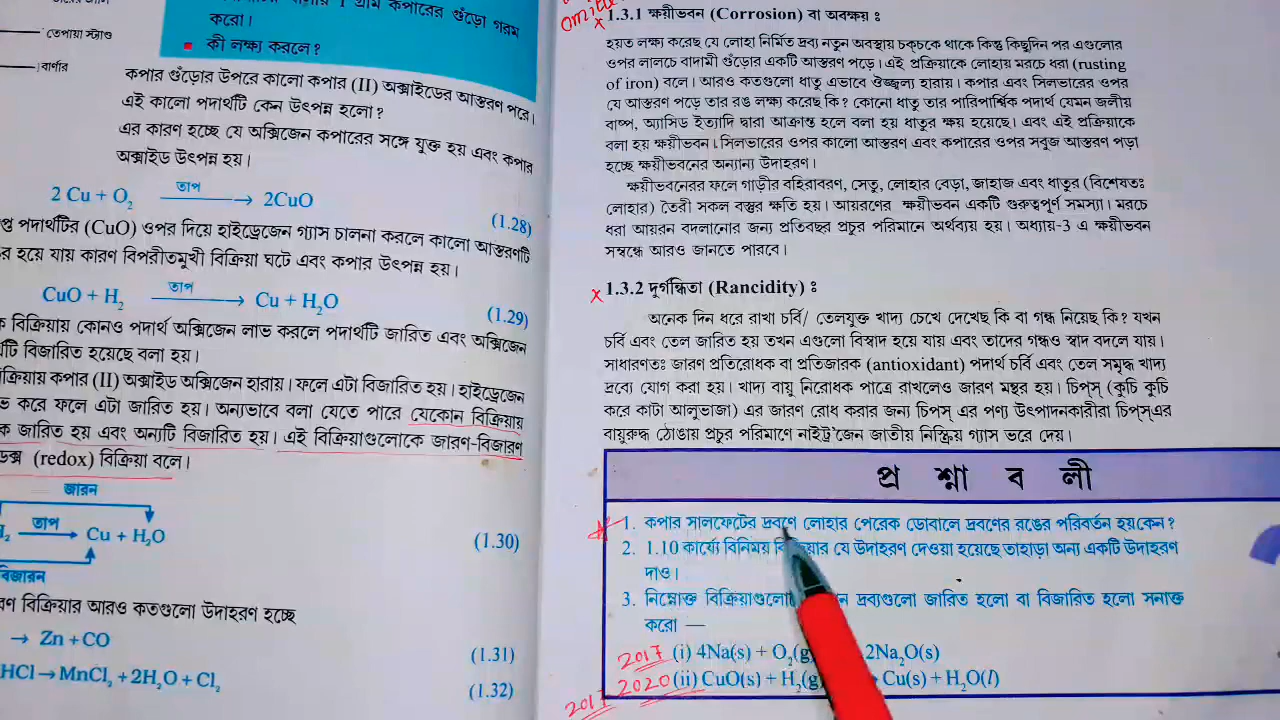 করো।
■ কী লক্ষ্য করলে?
তেপায়া স্ট্যাণ্ড
বার্ণার
কপার গুঁড়োর উপরে কালো কপার (II) অক্সাইডের আস্তরণ পরে।
এই কালো পদার্থটি কেন উৎপন্ন হলো?
এর কারণ হচ্ছে যে অক্সিজেন কপারের সঙ্গে যুক্ত হয় এবং কপার
অক্সাইড উৎপন্ন হয়।
2 Cu + O₂ তাপ → 2CuO (1.28)
পদার্থটির (CuO) ওপর দিয়ে হাইড্রেজেন গ্যাস চালনা করলে কালো আস্তরণটি
হয়ে যায় কারণ বিপরীতমুখী বিক্রিয়া ঘটে এবং কপার উৎপন্ন হয়।
CuO + H₂ তাপ → Cu + H₂O (1.29)
বিক্রিয়ায় কোনও পদার্থ অক্সিজেন লাভ করলে পদার্থটি জারিত এবং অক্সিজেন
বিজারিত হয়েছে বলা হয়।
কপার (II) অক্সাইড অক্সিজেন হারায়। ফলে এটা বিজারিত হয়। হাইড্রেজেন
করে ফলে এটা জারিত হয়। অন্যভাবে বলা যেতে পারে যেকোন বিক্রিয়ায়
জারিত হয় এবং অন্যটি বিজারিত হয়। এই বিক্রিয়াগুলোকে জারণ-বিজারণ
(redox) বিক্রিয়া বলে।
জারন
তাপ → Cu + H₂O (1.30)
বিজারন
বিক্রিয়ার আরও কতগুলো উদাহরণ হচ্ছে
→ Zn + CO (1.31)
HCl → MnCl₂ + 2H₂O + Cl₂ (1.32)
x 1.3.1 ক্ষয়ীভবন (Corrosion) বা অবক্ষয় ঃ
হয়ত লক্ষ্য করেছ যে লোহা নির্মিত দ্রব্য নতুন অবস্থায় চক্‌চকে থাকে কিন্তু কিছুদিন পর এগুলোর
ওপর লালচে বাদামী গুঁড়োর একটি আস্তরণ পড়ে। এই প্রক্রিয়াকে লোহায় মরচে ধরা (rusting
of iron) বলে। আরও কতগুলো ধাতু এভাবে ঔজ্জ্বল্য হারায়। কপার এবং সিলভারের ওপর
যে আস্তরণ পড়ে তার রঙ লক্ষ্য করেছ কি? কোনো ধাতু তার পারিপার্শ্বিক পদার্থ যেমন জলীয়
বাষ্প, অ্যাসিড ইত্যাদি দ্বারা আক্রান্ত হলে বলা হয় ধাতুর ক্ষয় হয়েছে। এবং এই প্রক্রিয়াকে
বলা হয় ক্ষয়ীভবন। সিলভারের ওপর কালো আস্তরণ এবং কপারের ওপর সবুজ আস্তরণ পড়া
হচ্ছে ক্ষয়ীভবনের অন্যান্য উদাহরণ।
ক্ষয়ীভবনেরর ফলে গাড়ীর বহিরাবরণ, সেতু, লোহার বেড়া, জাহাজ এবং ধাতুর (বিশেষতঃ
লোহার) তৈরী সকল বস্তুর ক্ষতি হয়। আয়রণের ক্ষয়ীভবন একটি গুরুত্বপূর্ণ সমস্যা। মরচে
ধরা আয়রন বদলানোর জন্য প্রতিবছর প্রচুর পরিমানে অর্থব্যয় হয়। অধ্যায়-3 এ ক্ষয়ীভবন
সম্বন্ধে আরও জানতে পারবে।
x 1.3.2 দুর্গন্ধিতা (Rancidity) ঃ
অনেক দিন ধরে রাখা চর্বি/ তেলযুক্ত খাদ্য চেখে দেখেছ কি বা গন্ধ নিয়েছ কি? যখন
চর্বি এবং তেল জারিত হয় তখন এগুলো বিস্বাদ হয়ে যায় এবং তাদের গন্ধও স্বাদ বদলে যায়।
সাধারণতঃ জারণ প্রতিরোধক বা প্রতিজারক (antioxidant) পদার্থ চর্বি এবং তেল সমৃদ্ধ খাদ্য
দ্রব্যে যোগ করা হয়। খাদ্য বায়ু নিরোধক পাত্রে রাখলেও জারণ মন্থর হয়। চিপ্‌স্ (কুচি কুচি
করে কাটা আলুভাজা) এর জারণ রোধ করার জন্য চিপস্ এর পণ্য উৎপাদনকারীরা চিপ্‌স্এর
বায়ুরুদ্ধ ঠোঙায় প্রচুর পরিমাণে নাইট্র'জেন জাতীয় নিস্ক্রিয় গ্যাস ভরে দেয়।
প্রশ্নাবলী
1. কপার সালফেটের দ্রবণে লোহার পেরেক ডোবালে দ্রবণের রঙের পরিবর্তন হয়কেন?
2. 1.10 কার্য্যে বিনিময় বিক্রিয়ার যে উদাহরণ দেওয়া হয়েছে তাছাড়া অন্য একটি উদাহরণ
দাও।
3. নিম্নোক্ত বিক্রিয়াগুলো দ্রব্যগুলো জারিত হলো বা বিজারিত হলো সনাক্ত
করো —
2017 (i) 4Na(s) + O₂(g) 2Na₂O(s)
2017 2020 (ii) CuO(s) + H₂(g) → Cu(s) + H₂O(l)